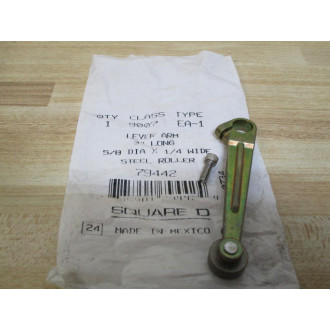 QTY CLASS TYPE
1 9007 EA-1
LEVER ARM
LONG
5/8 DIA X 1/4 WIDE
STEEL ROLLER
79442
SQUARE D
24 MADE IN MEXICO